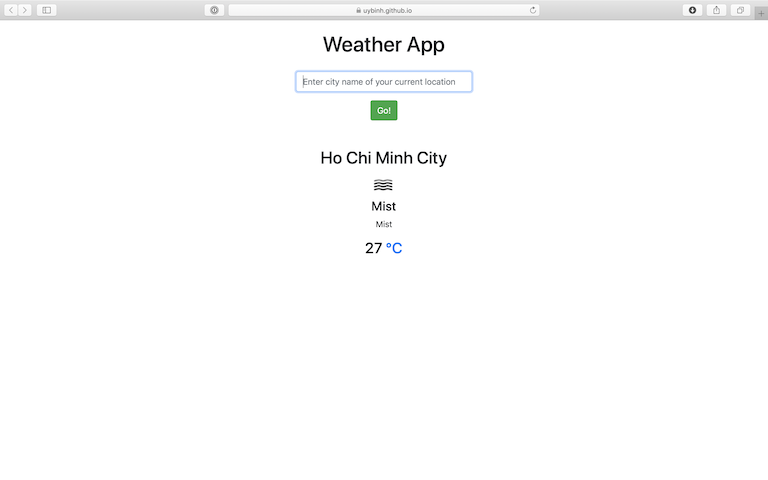 uybinh.github.io
Weather App
Enter city name of your current location
Go!
Ho Chi Minh City
Mist
Mist
27 °C